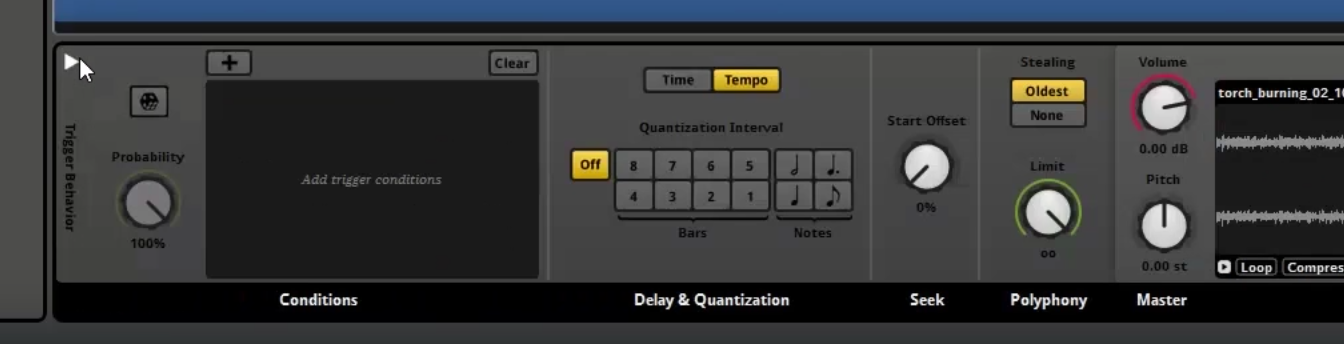 Trigger Behavior
Probability
100%
+
Clear
Add trigger conditions
Conditions
Time
Tempo
Quantization Interval
Off
8
7
6
5
4
3
2
1
Bars
Notes
Delay & Quantization
Start Offset
0%
Seek
Stealing
Oldest
None
Limit
∞
Polyphony
Volume
0.00 dB
Pitch
0.00 st
Master
torch_burning_02_10
Loop
Compres